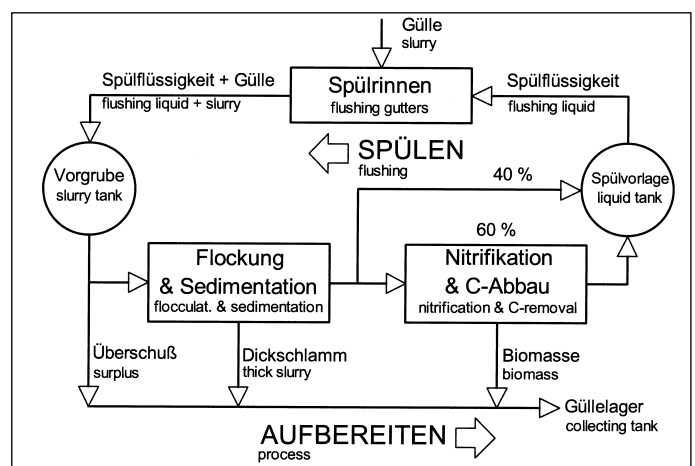 Gülle
slurry
Spülflüssigkeit + Gülle
flushing liquid + slurry
Spülrinnen
flushing gutters
Spülflüssigkeit
flushing liquid
SPÜLEN
flushing
Vorgrube
slurry tank
40 %
Spülvorlage
liquid tank
60 %
Flockung
& Sedimentation
flocculat. & sedimentation
Nitrifikation
& C-Abbau
nitrification & C-removal
Überschuß
surplus
Dickschlamm
thick slurry
Biomasse
biomass
Güllelager
collecting tank
AUFBEREITEN
process